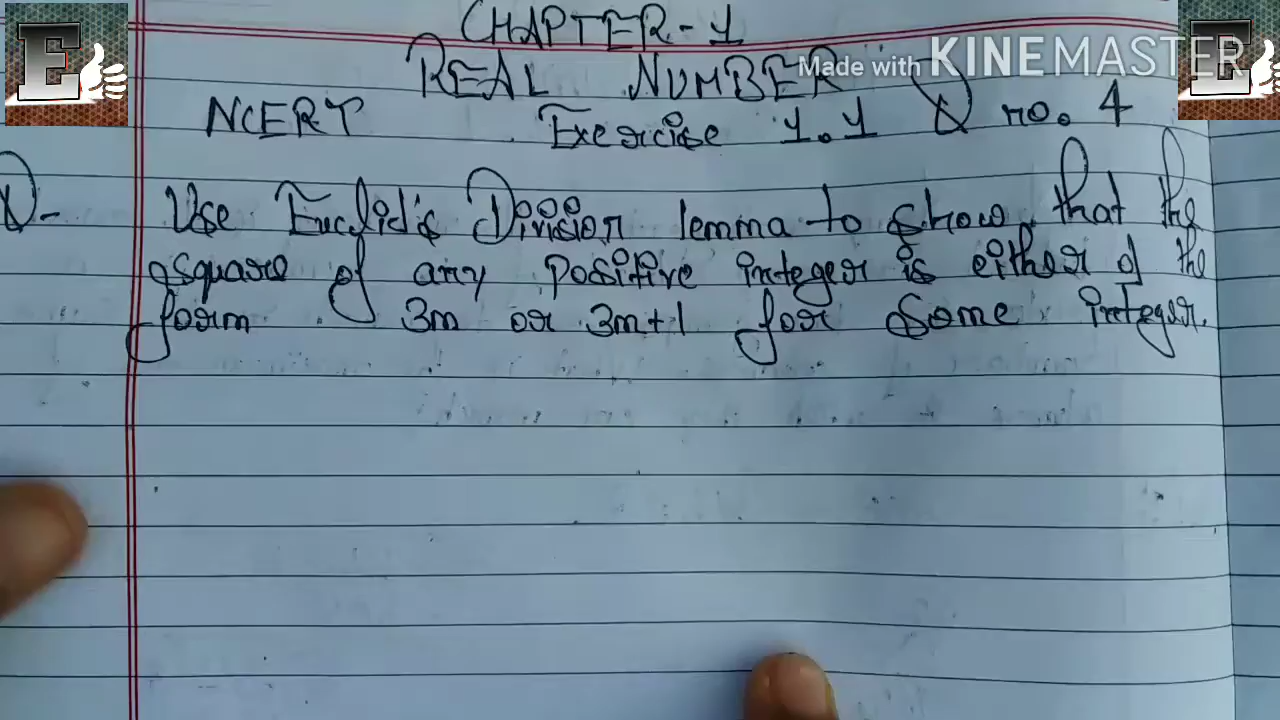 CHAPTER-1
REAL NUMBER
Made with KINEMASTER
NCERT Exercise 1.1 Q no. 4
Q- Use Euclid's Division lemma to show that the
square of any positive integer is either of the
form 3m or 3m+1 for some integer.
E
E